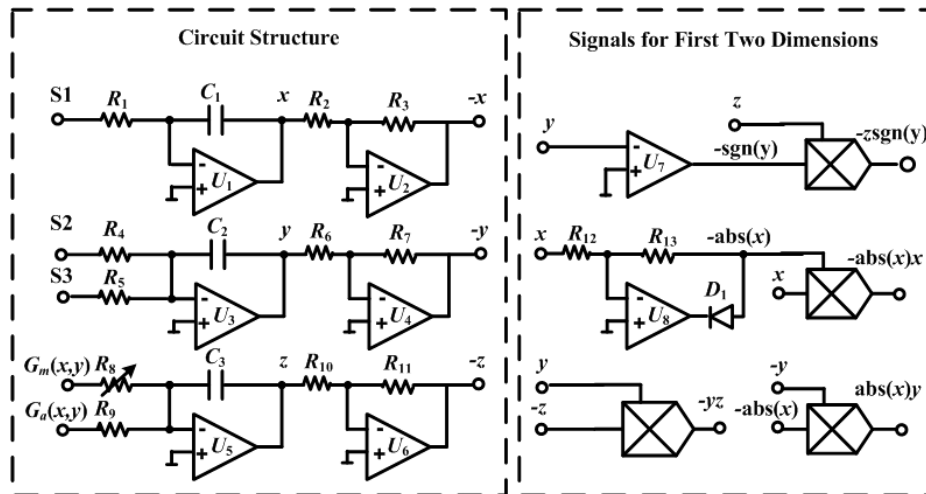 Circuit Structure
S1 R1 C1 x R2 R3 -x
- + U1 - + U2
S2 R4 C2 y R6 R7 -y
S3 R5
- + U3 - + U4
Gm(x,y) R8 C3 z R10 R11 -z
Ga(x,y) R9
- + U5 - + U6
Signals for First Two Dimensions
z
y - + U7 -sgn(y) -zsgn(y)
x R12 R13 -abs(x) -abs(x)x
x
- + U8 D1
y -y abs(x)y
-z -yz -abs(x)